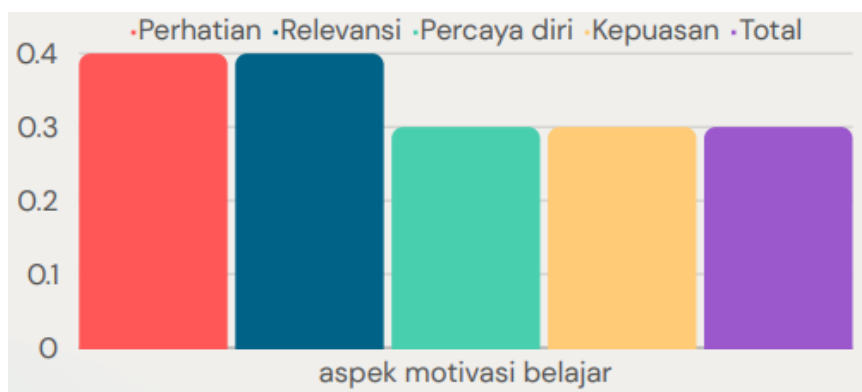 ·Perhatian ·Relevansi ·Percaya diri ·Kepuasan ·Total
0.4
0.3
0.2
0.1
0
aspek motivasi belajar